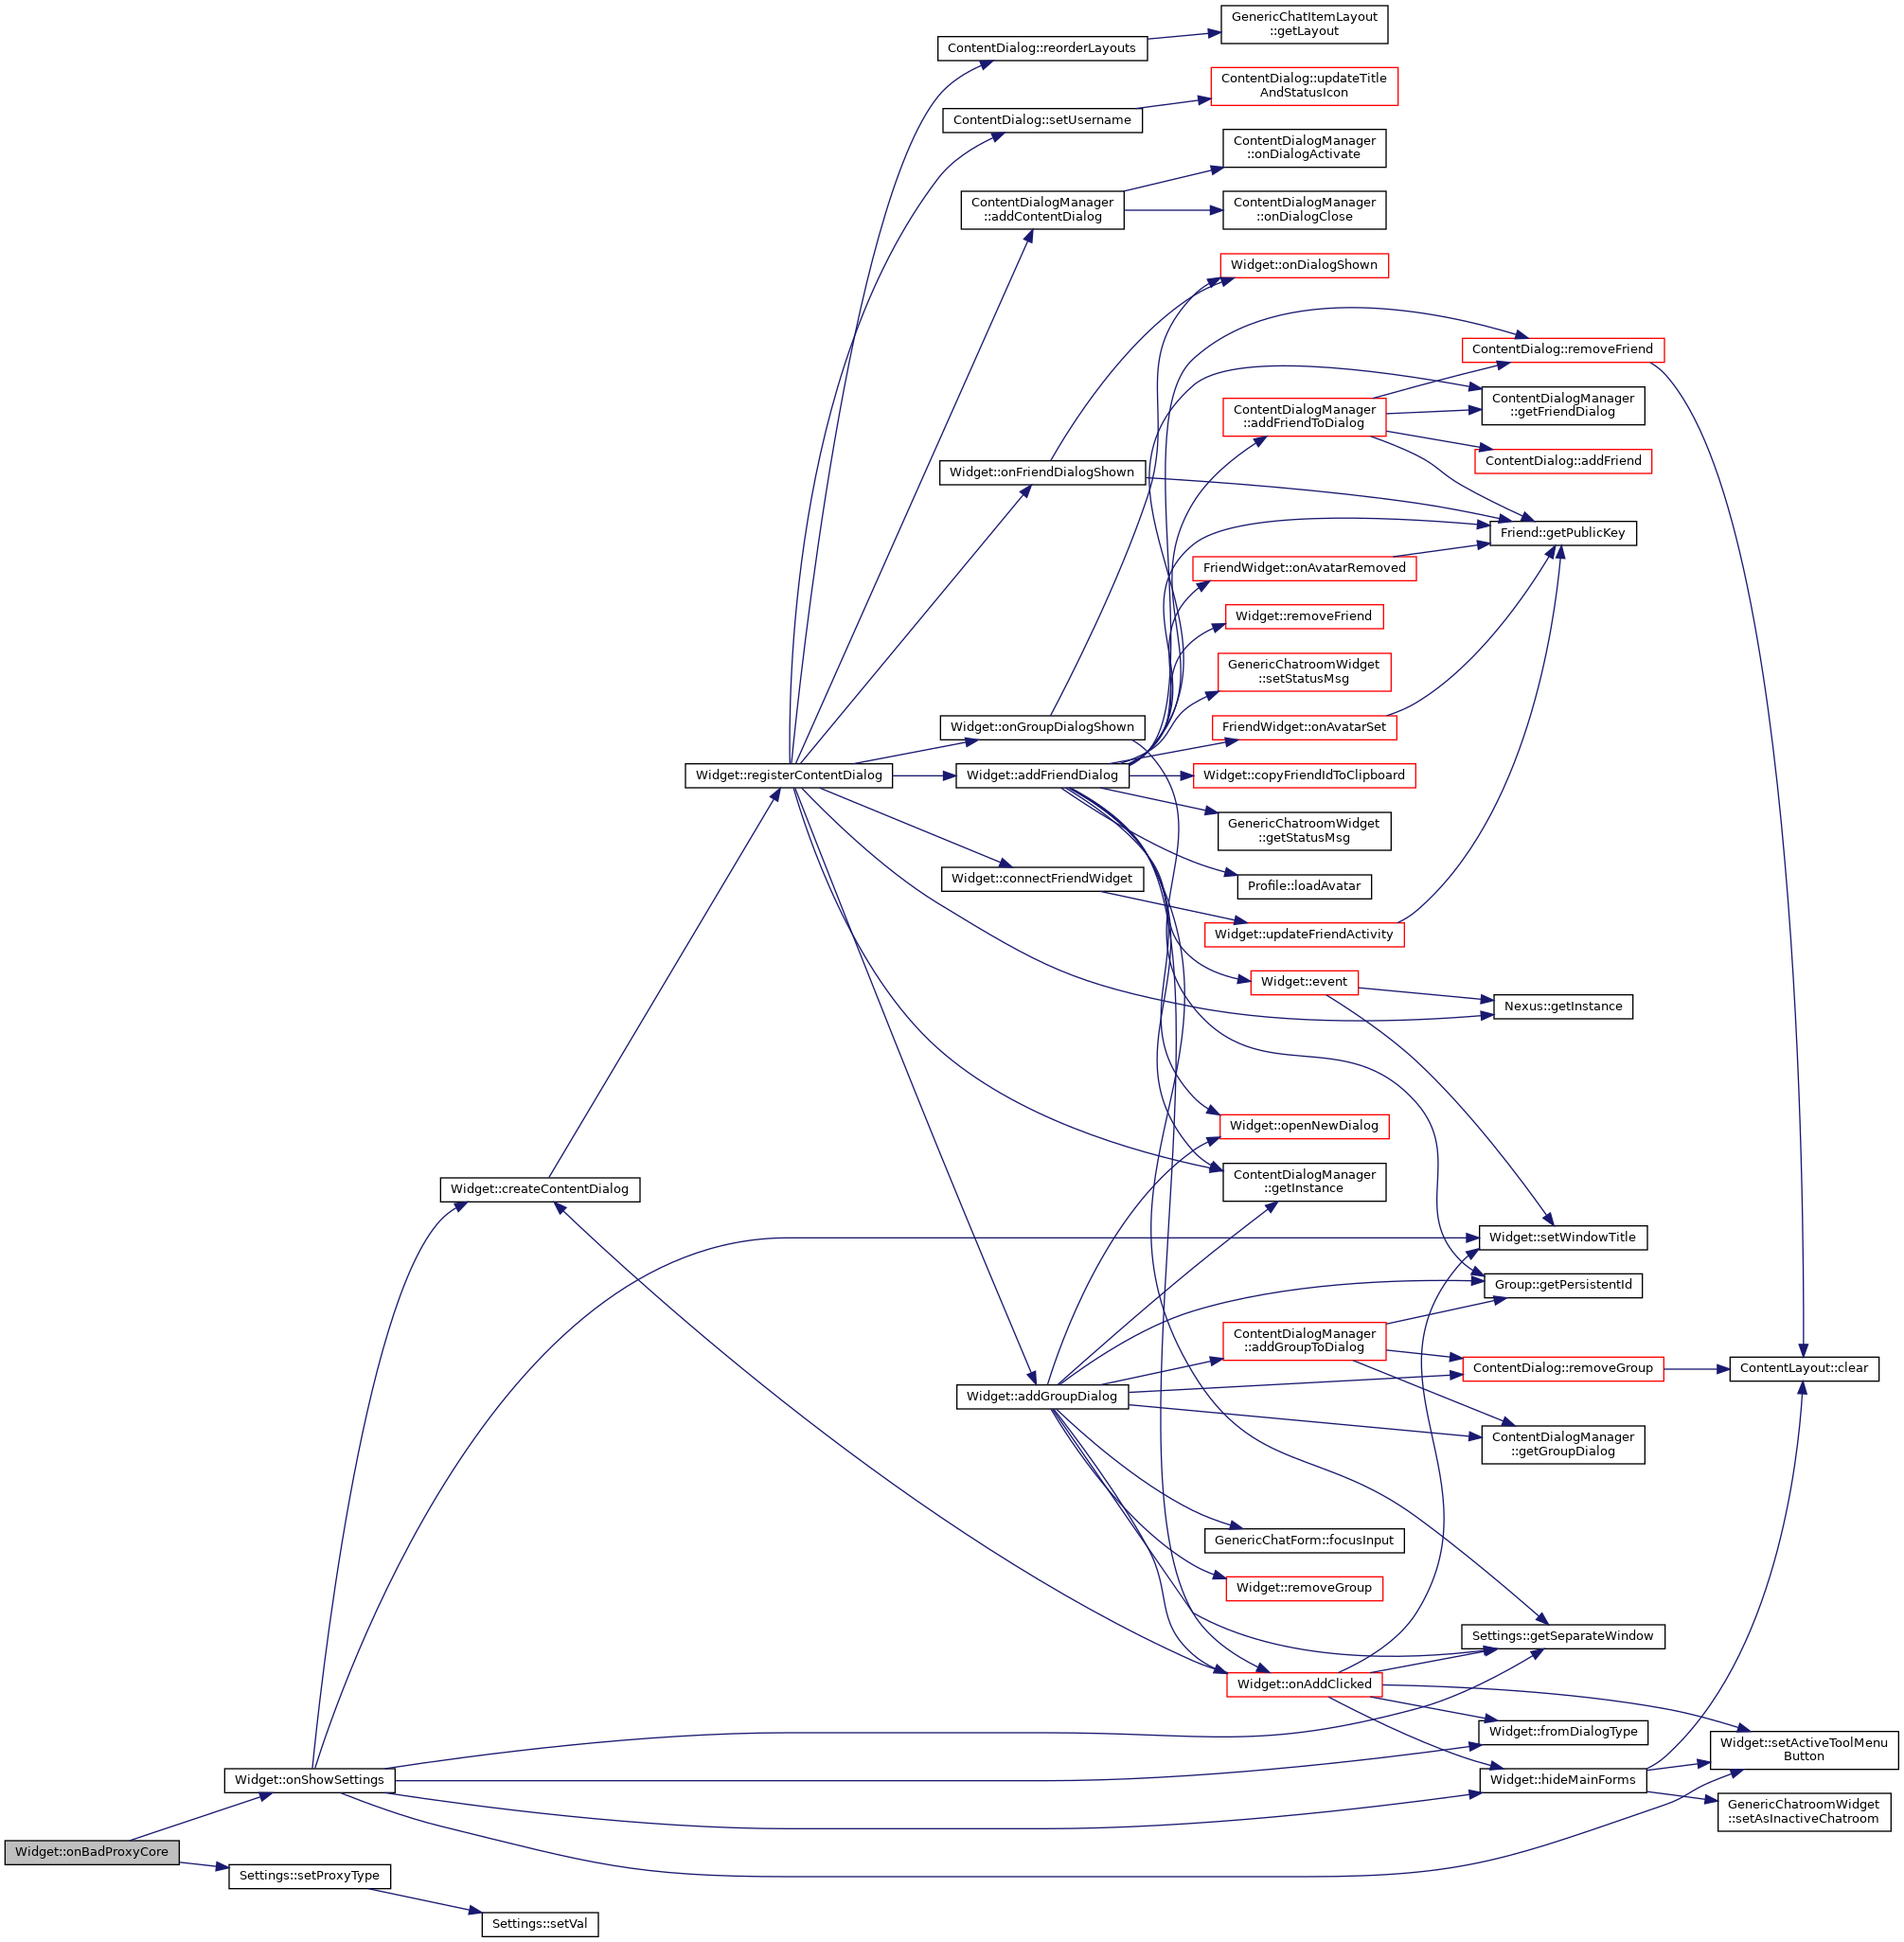 GenericChatItemLayout
::getLayout
ContentDialog::reorderLayouts
ContentDialog::updateTitle
AndStatusIcon
ContentDialog::setUsername
ContentDialogManager
::onDialogActivate
ContentDialogManager
::addContentDialog
ContentDialogManager
::onDialogClose
Widget::onDialogShown
ContentDialog::removeFriend
ContentDialogManager
::getFriendDialog
ContentDialogManager
::addFriendToDialog
ContentDialog::addFriend
Widget::onFriendDialogShown
Friend::getPublicKey
FriendWidget::onAvatarRemoved
Widget::removeFriend
GenericChatroomWidget
::setStatusMsg
Widget::onGroupDialogShown
FriendWidget::onAvatarSet
Widget::registerContentDialog
Widget::addFriendDialog
Widget::copyFriendIdToClipboard
GenericChatroomWidget
::getStatusMsg
Widget::connectFriendWidget
Profile::loadAvatar
Widget::updateFriendActivity
Widget::event
Nexus::getInstance
Widget::openNewDialog
Widget::createContentDialog
ContentDialogManager
::getInstance
Widget::setWindowTitle
Group::getPersistentId
ContentDialogManager
::addGroupToDialog
ContentDialog::removeGroup
ContentLayout::clear
Widget::addGroupDialog
ContentDialogManager
::getGroupDialog
GenericChatForm::focusInput
Widget::removeGroup
Settings::getSeparateWindow
Widget::onAddClicked
Widget::fromDialogType
Widget::setActiveToolMenu
Button
Widget::onShowSettings
Widget::hideMainForms
GenericChatroomWidget
::setAsInactiveChatroom
Widget::onBadProxyCore
Settings::setProxyType
Settings::setVal